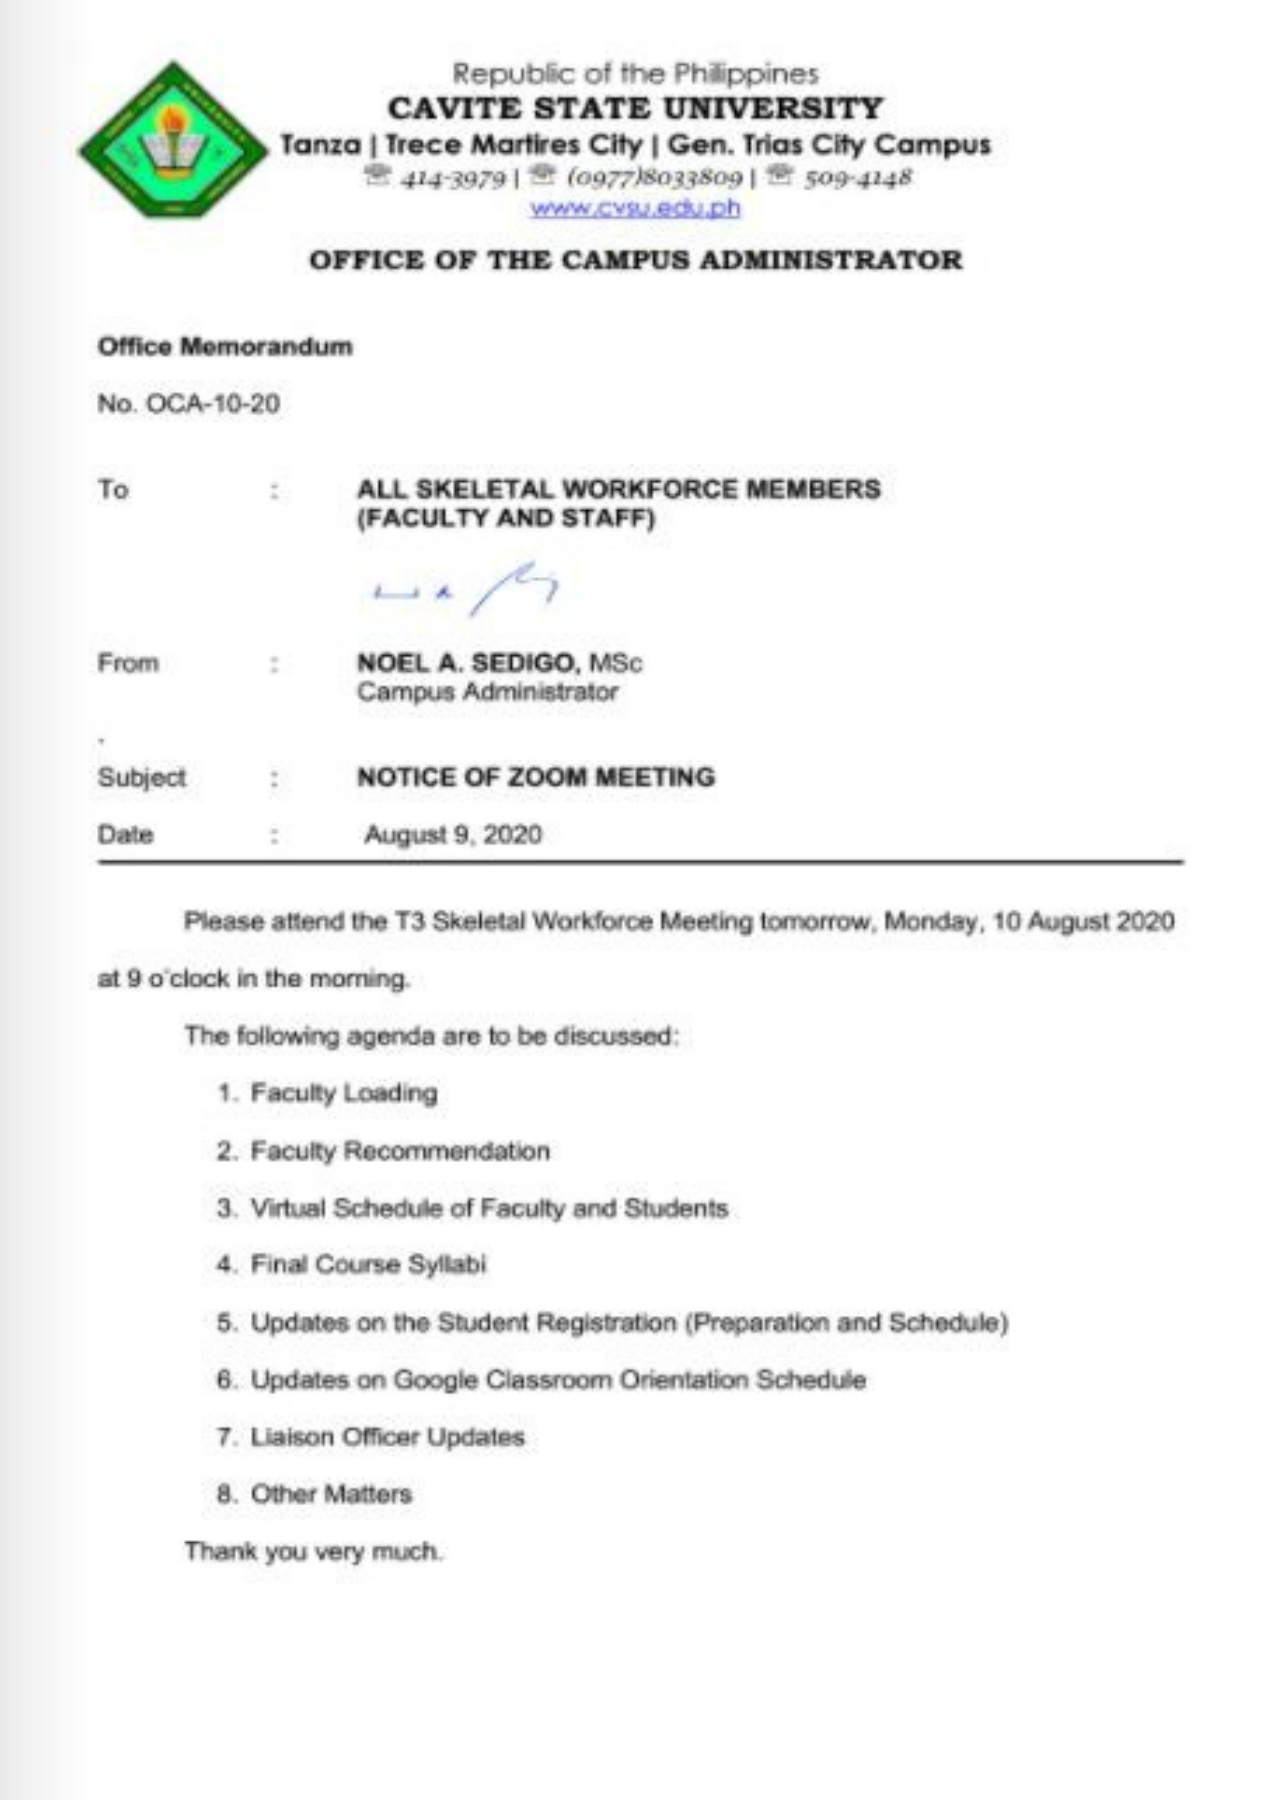 Republic of the Philippines
CAVITE STATE UNIVERSITY
Tanza | Trece Martires City | Gen. Trias City Campus
☏ 414-3979 | ☏ (0977)8033809 | ☏ 509-4148
www.cvsu.edu.ph
OFFICE OF THE CAMPUS ADMINISTRATOR
Office Memorandum
No. OCA-10-20
To : ALL SKELETAL WORKFORCE MEMBERS
(FACULTY AND STAFF)
From : NOEL A. SEDIGO, MSc
Campus Administrator
.
Subject : NOTICE OF ZOOM MEETING
Date : August 9, 2020
Please attend the T3 Skeletal Workforce Meeting tomorrow, Monday, 10 August 2020
at 9 o'clock in the morning.
The following agenda are to be discussed:
1. Faculty Loading
2. Faculty Recommendation
3. Virtual Schedule of Faculty and Students
4. Final Course Syllabi
5. Updates on the Student Registration (Preparation and Schedule)
6. Updates on Google Classroom Orientation Schedule
7. Liaison Officer Updates
8. Other Matters
Thank you very much.